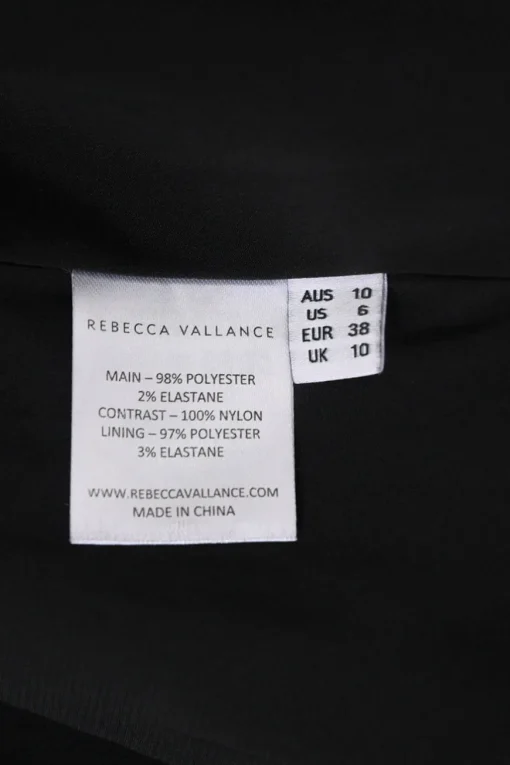 REBECCA VALLANCE
MAIN – 98% POLYESTER
2% ELASTANE
CONTRAST – 100% NYLON
LINING – 97% POLYESTER
3% ELASTANE
WWW.REBECCAVALLANCE.COM
MADE IN CHINA
AUS 10
US 6
EUR 38
UK 10